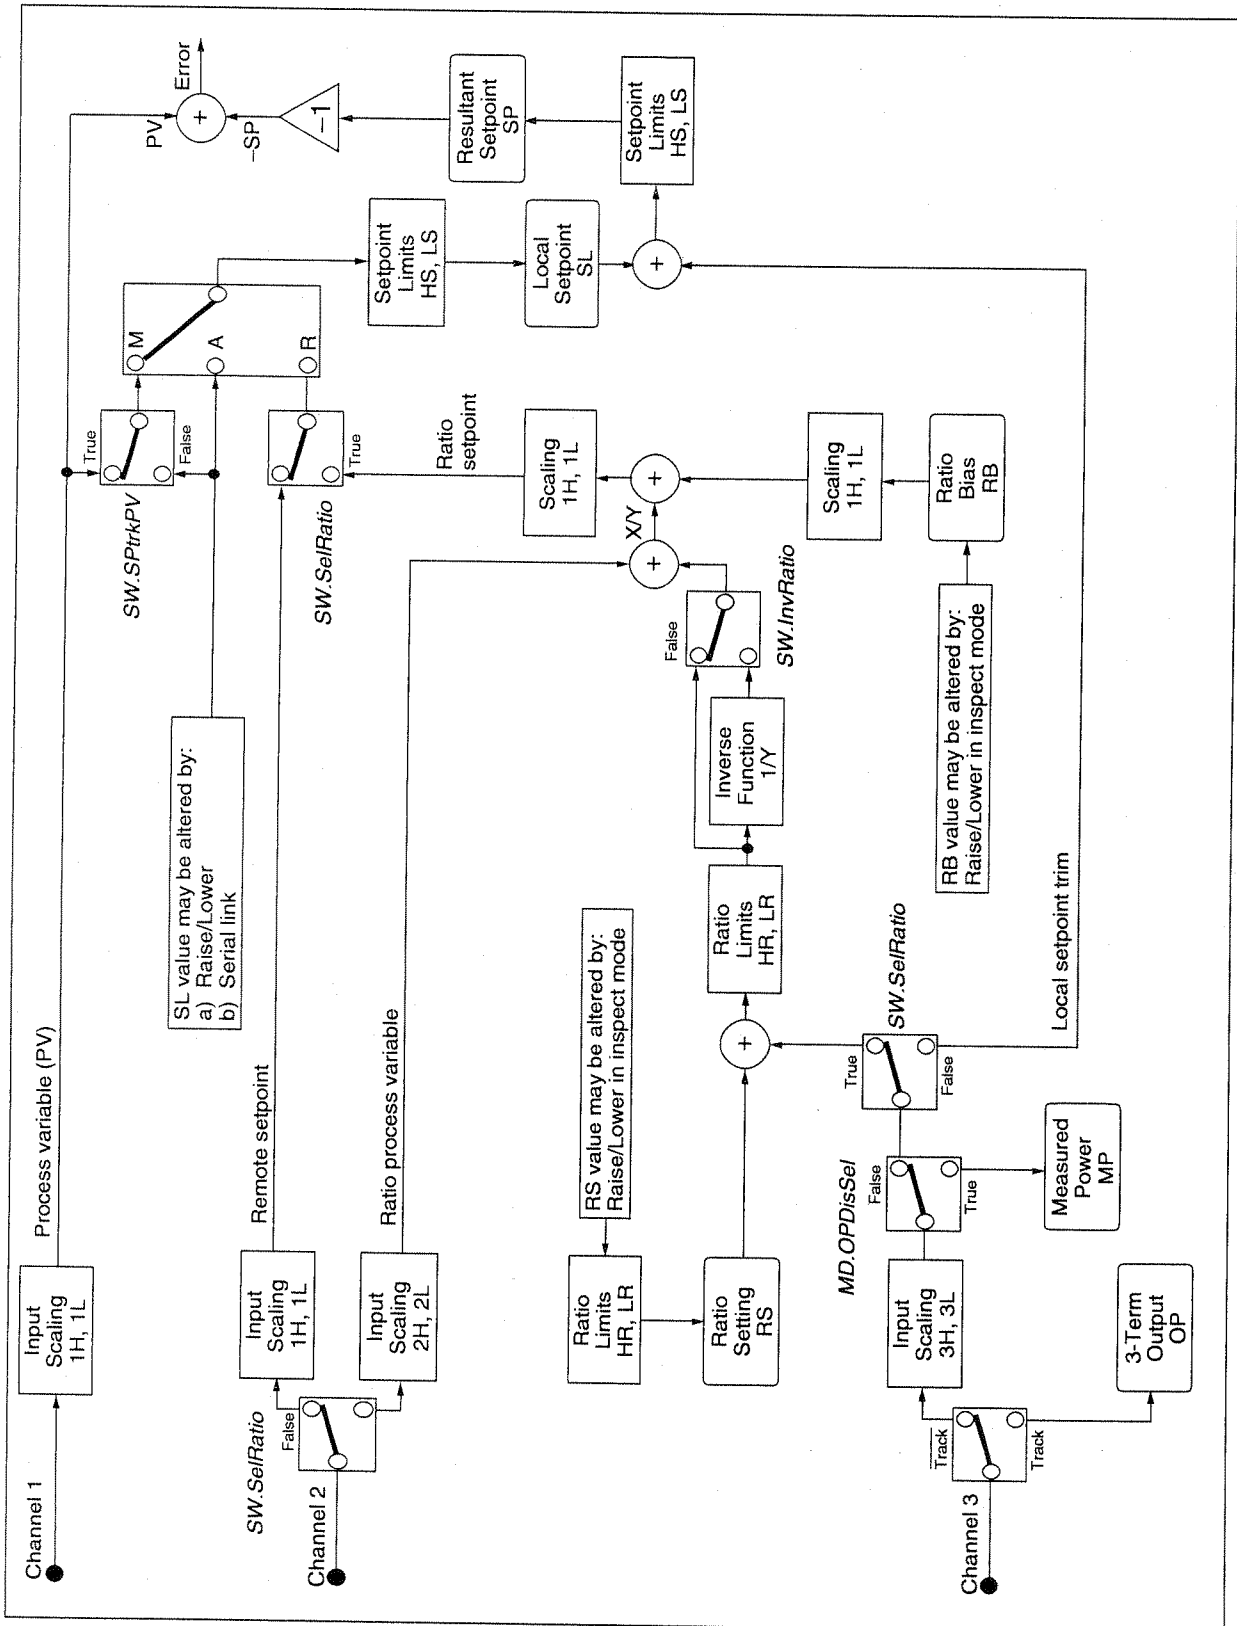 Channel 1
Input
Scaling
1H, 1L
Process variable (PV)
PV
Error
+
–SP
–1
Resultant
Setpoint
SP
Setpoint
Limits
HS, LS
True
False
SW.SPtrkPV
M
A
R
SL value may be altered by:
a) Raise/Lower
b) Serial link
Setpoint
Limits
HS, LS
Local
Setpoint
SL
+
Channel 2
SW.SelRatio
False
Input
Scaling
1H, 1L
Remote setpoint
SW.SelRatio
True
Input
Scaling
2H, 2L
Ratio process variable
Ratio
setpoint
Scaling
1H, 1L
X/Y
+
+
Scaling
1H, 1L
Ratio
Bias
RB
RB value may be altered by:
Raise/Lower in inspect mode
RS value may be altered by:
Raise/Lower in inspect mode
Ratio
Limits
HR, LR
Ratio
Setting
RS
+
Ratio
Limits
HR, LR
Inverse
Function
1/Y
False
SW.InvRatio
Channel 3
Track
Track
Input
Scaling
3H, 3L
3-Term
Output
OP
MD.OPDisSel
False
True
Measured
Power
MP
SW.SelRatio
True
False
Local setpoint trim